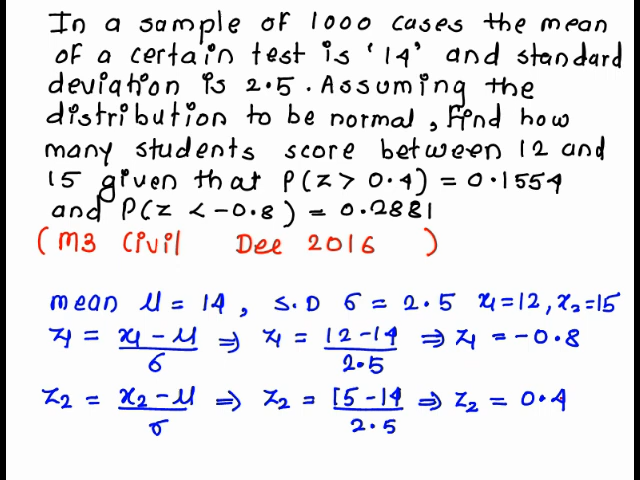 In a sample of 1000 cases the mean
of a certain test is '14' and standard
deviation is 2.5. Assuming the
distribution to be normal, Find how
many students score between 12 and
15 given that P(z > 0.4) = 0.1554
and P(z < -0.8) = 0.2881
( M3 Civil Dec 2016 )
mean μ = 14, S.D σ = 2.5 x₁=12, x₂=15
z₁ = (x₁ - μ)/σ ⇒ z₁ = (12-14)/2.5 ⇒ z₁ = -0.8
z₂ = (x₂ - μ)/σ ⇒ z₂ = (15-14)/2.5 ⇒ z₂ = 0.4